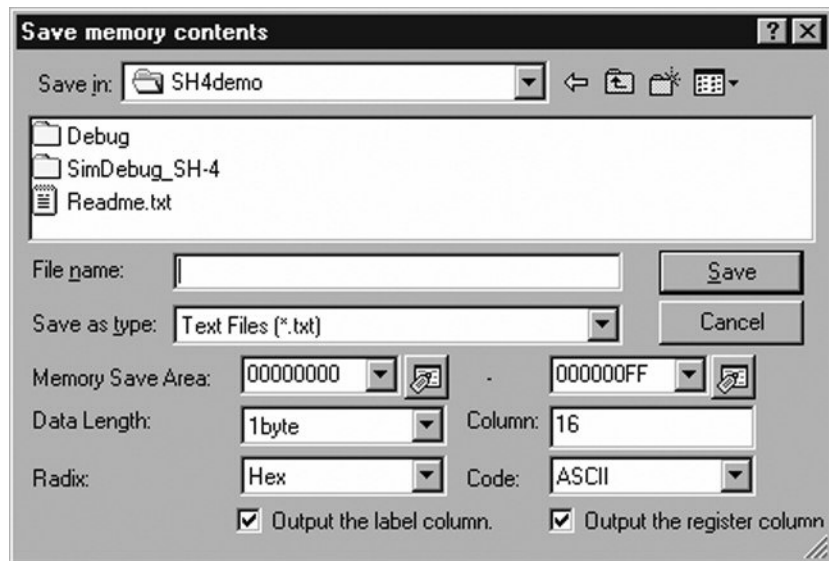 Save memory contents
Save in: SH4demo
Debug
SimDebug_SH-4
Readme.txt
File name: Save
Save as type: Text Files (*.txt) Cancel
Memory Save Area: 00000000 - 000000FF
Data Length: 1byte Column: 16
Radix: Hex Code: ASCII
Output the label column. Output the register column